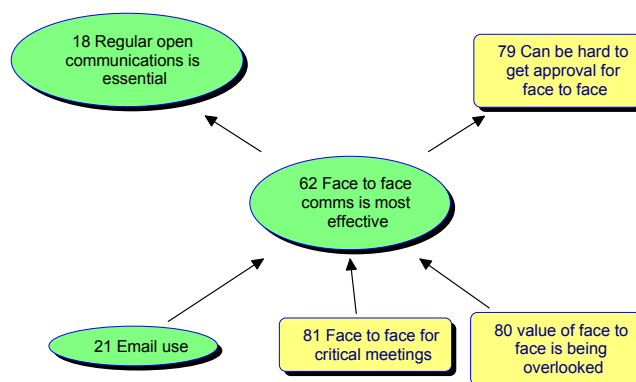 18 Regular open
communications is
essential
79 Can be hard to
get approval for
face to face
62 Face to face
comms is most
effective
21 Email use
81 Face to face for
critical meetings
80 value of face to
face is being
overlooked